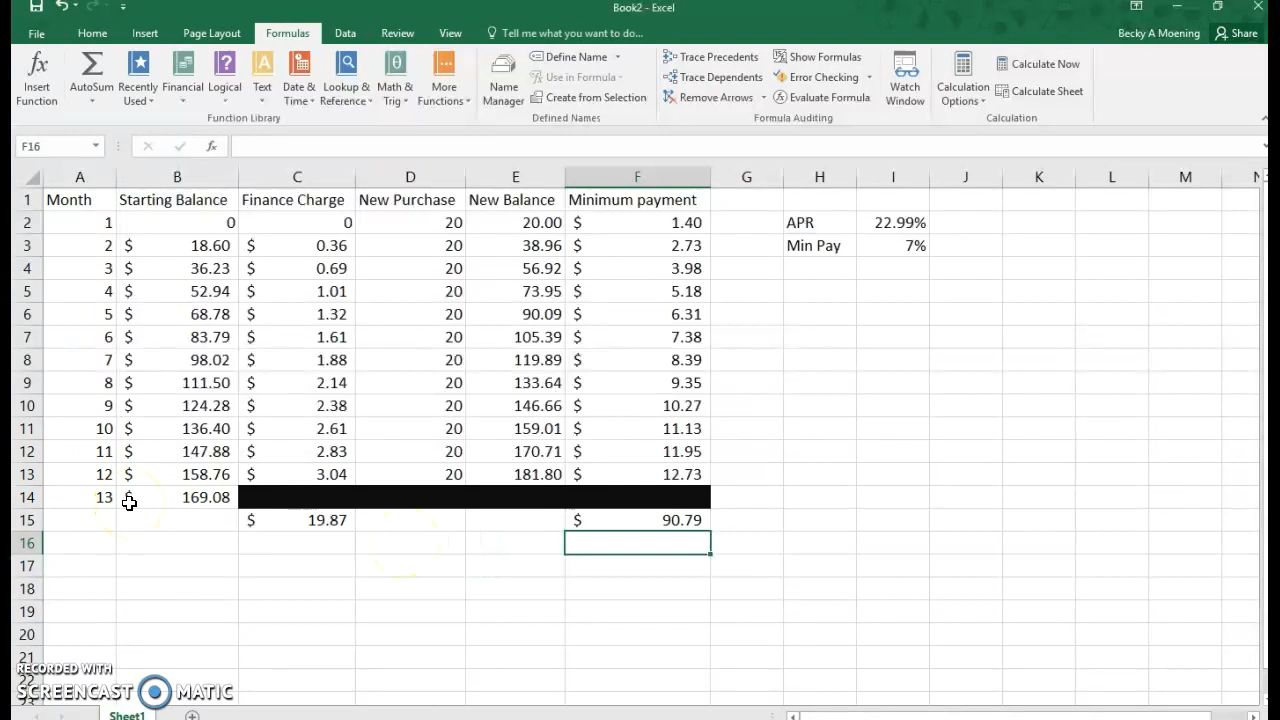 Book2 - Excel
File Home Insert Page Layout Formulas Data Review View Tell me what you want to do... Becky A Moening Share
fx Insert Function
AutoSum
Recently Used
Financial
Logical
Text
Date & Time
Lookup & Reference
Math & Trig
More Functions
Function Library
Name Manager
Define Name
Use in Formula
Create from Selection
Defined Names
Trace Precedents
Trace Dependents
Remove Arrows
Show Formulas
Error Checking
Evaluate Formula
Watch Window
Formula Auditing
Calculation Options
Calculate Now
Calculate Sheet
Calculation
F16 fx
A B C D E F G H I J K L M N
1 Month Starting Balance Finance Charge New Purchase New Balance Minimum payment
2 1 0 0 20 20.00 $ 1.40 APR 22.99%
3 2 $ 18.60 $ 0.36 20 38.96 $ 2.73 Min Pay 7%
4 3 $ 36.23 $ 0.69 20 56.92 $ 3.98
5 4 $ 52.94 $ 1.01 20 73.95 $ 5.18
6 5 $ 68.78 $ 1.32 20 90.09 $ 6.31
7 6 $ 83.79 $ 1.61 20 105.39 $ 7.38
8 7 $ 98.02 $ 1.88 20 119.89 $ 8.39
9 8 $ 111.50 $ 2.14 20 133.64 $ 9.35
10 9 $ 124.28 $ 2.38 20 146.66 $ 10.27
11 10 $ 136.40 $ 2.61 20 159.01 $ 11.13
12 11 $ 147.88 $ 2.83 20 170.71 $ 11.95
13 12 $ 158.76 $ 3.04 20 181.80 $ 12.73
14 13 $ 169.08
15 $ 19.87 $ 90.79
16
17
18
19
20
21
22
23
RECORDED WITH
SCREENCAST MATIC
Sheet1